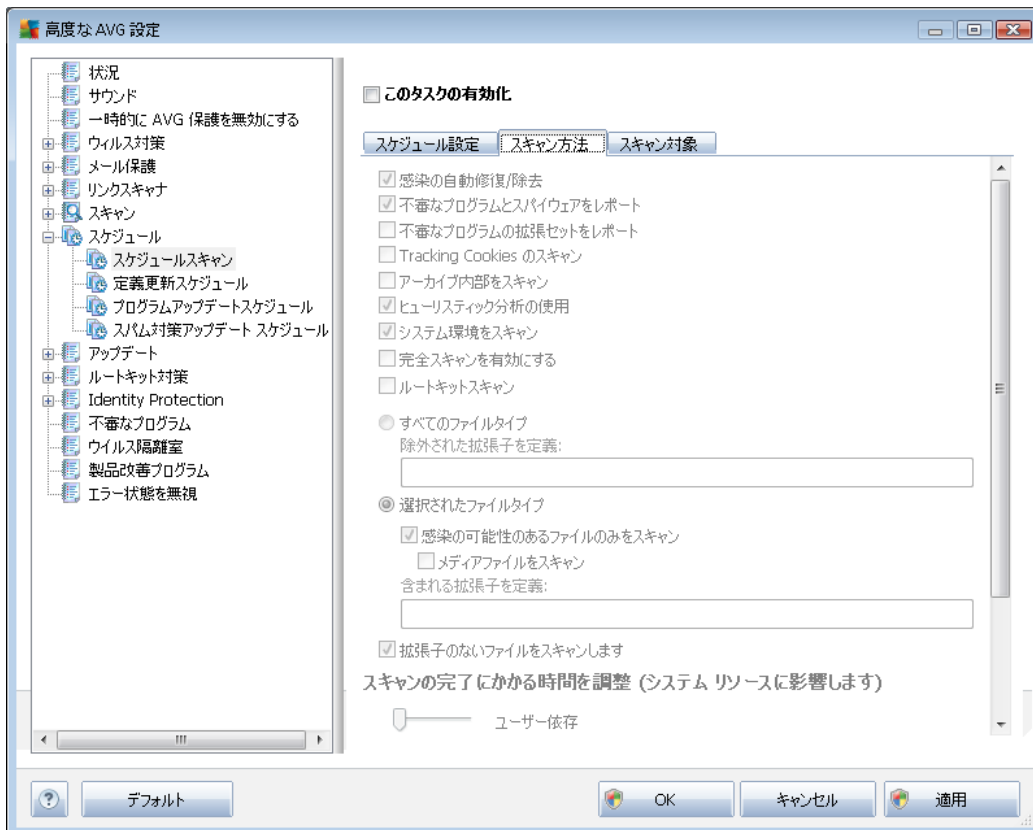 高度な AVG 設定
状況
サウンド
一時的に AVG 保護を無効にする
ウィルス対策
メール保護
リンクスキャナ
スキャン
スケジュール
スケジュールスキャン
定義更新スケジュール
プログラムアップデートスケジュール
スパム対策アップデート スケジュール
アップデート
ルートキット対策
Identity Protection
不審なプログラム
ウイルス隔離室
製品改善プログラム
エラー状態を無視
このタスクの有効化
スケジュール設定 スキャン方法 スキャン対象
感染の自動修復/除去
不審なプログラムとスパイウェアをレポート
不審なプログラムの拡張セットをレポート
Tracking Cookies のスキャン
アーカイブ内部をスキャン
ヒューリスティック分析の使用
システム環境をスキャン
完全スキャンを有効にする
ルートキットスキャン
すべてのファイルタイプ
除外された拡張子を定義:
選択されたファイルタイプ
感染の可能性のあるファイルのみをスキャン
メディアファイルをスキャン
含まれる拡張子を定義:
拡張子のないファイルをスキャンします
スキャンの完了にかかる時間を調整 (システム リソースに影響します)
ユーザー依存
? デフォルト OK キャンセル 適用